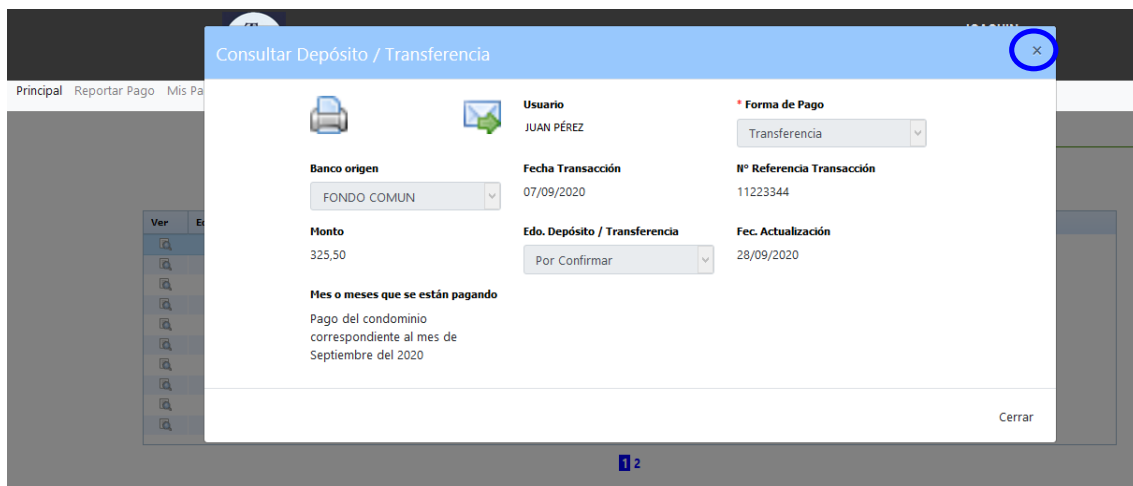 Consultar Depósito / Transferencia
×
Principal Reportar Pago Mis Pa
Usuario
JUAN PÉREZ
* Forma de Pago
Transferencia
Banco origen
FONDO COMUN
Fecha Transacción
07/09/2020
Nº Referencia Transacción
11223344
Ver
Monto
325,50
Edo. Depósito / Transferencia
Por Confirmar
Fec. Actualización
28/09/2020
Mes o meses que se están pagando
Pago del condominio
correspondiente al mes de
Septiembre del 2020
Cerrar
1 2